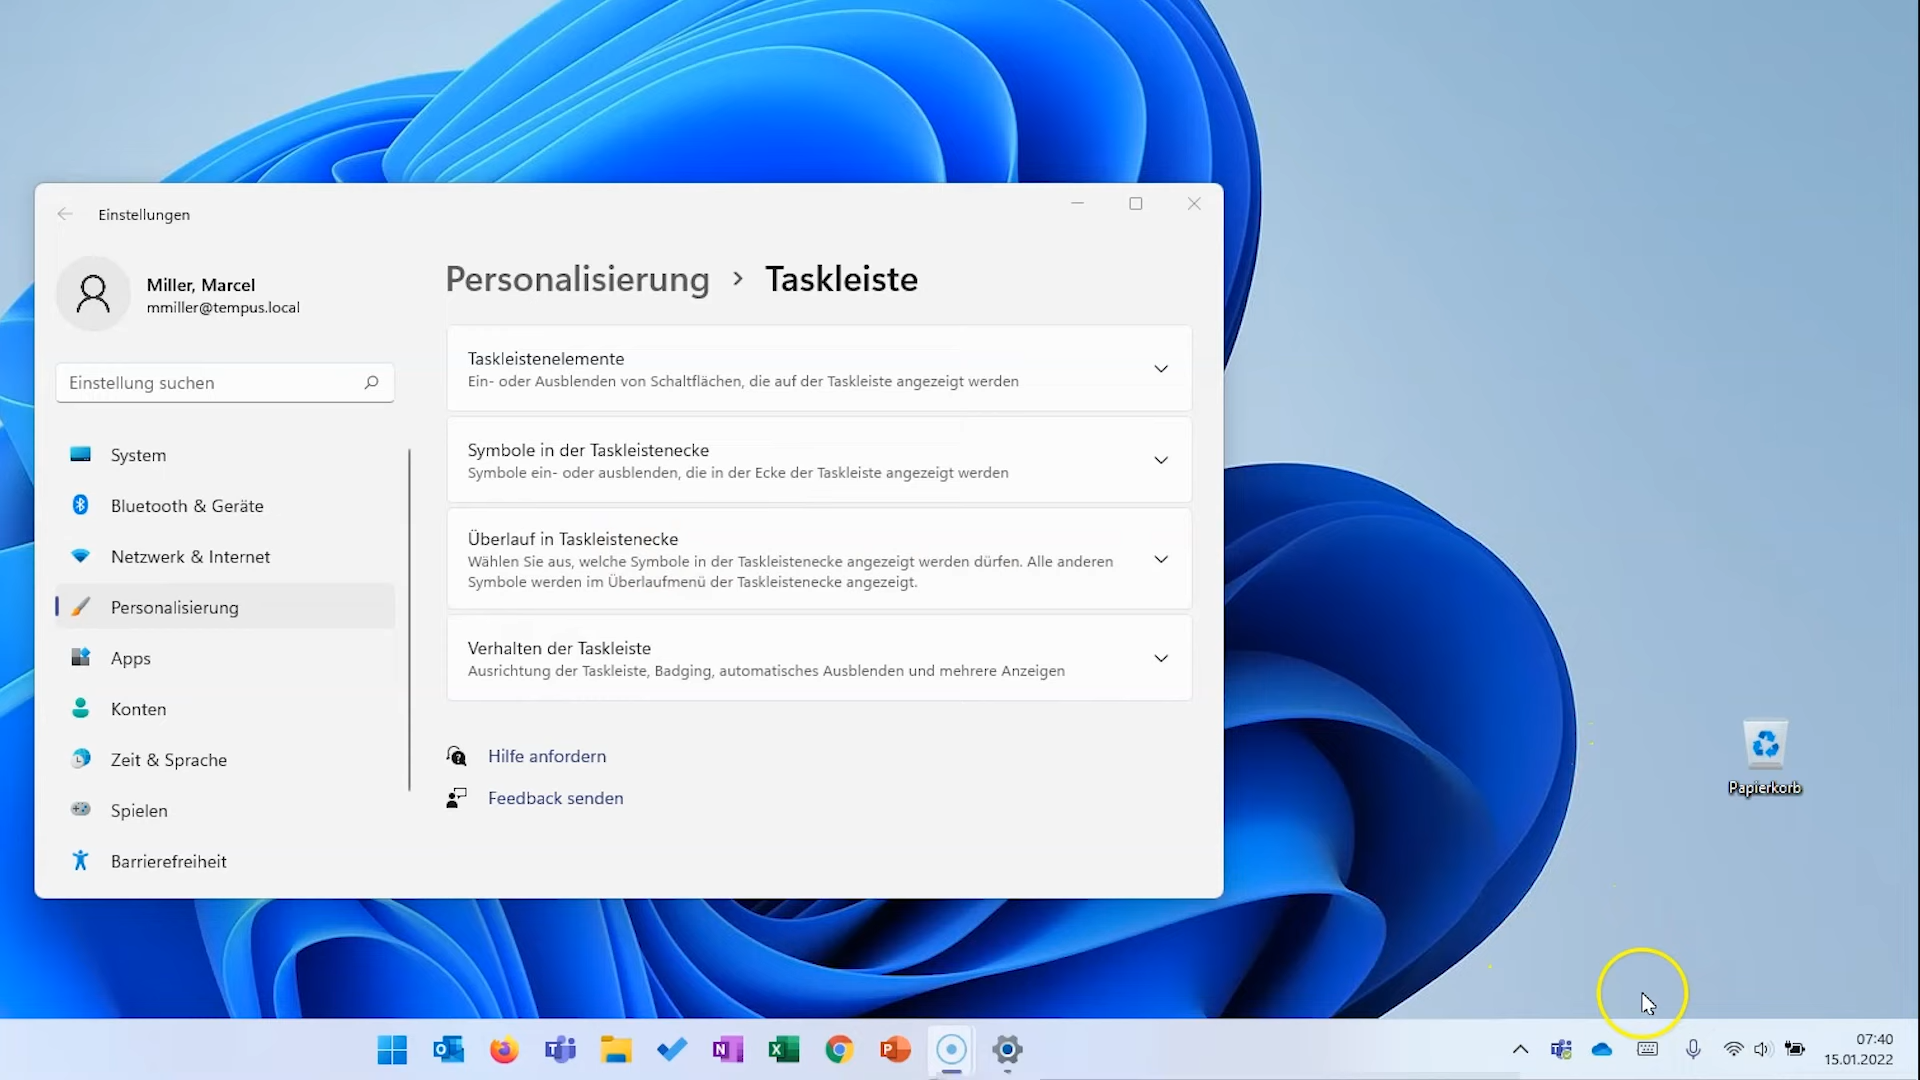 Einstellungen
Miller, Marcel
mmiller@tempus.local
Einstellung suchen
System
Bluetooth & Geräte
Netzwerk & Internet
Personalisierung
Apps
Konten
Zeit & Sprache
Spielen
Barrierefreiheit
Personalisierung > Taskleiste
Taskleistenelemente
Ein- oder Ausblenden von Schaltflächen, die auf der Taskleiste angezeigt werden
Symbole in der Taskleistenecke
Symbole ein- oder ausblenden, die in der Ecke der Taskleiste angezeigt werden
Überlauf in Taskleistenecke
Wählen Sie aus, welche Symbole in der Taskleistenecke angezeigt werden dürfen. Alle anderen
Symbole werden im Überlaufmenü der Taskleistenecke angezeigt.
Verhalten der Taskleiste
Ausrichtung der Taskleiste, Badging, automatisches Ausblenden und mehrere Anzeigen
Hilfe anfordern
Feedback senden
Papierkorb
07:40
15.01.2022